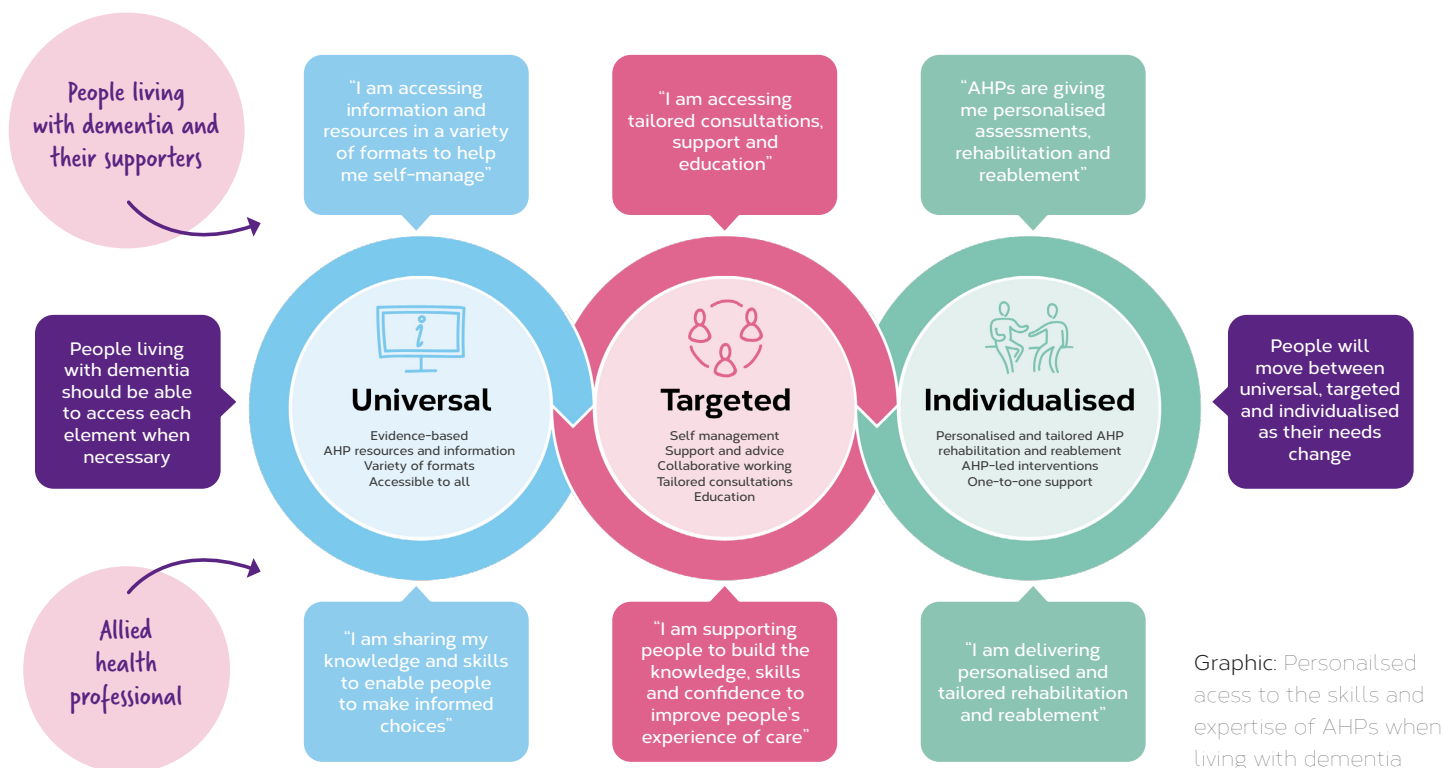 People living
with dementia and
their supporters
"I am accessing
information and
resources in a variety
of formats to help
me self-manage"
"I am accessing
tailored consultations,
support and
education"
"AHPs are giving
me personalised
assessments,
rehabilitation and
reablement"
People living
with dementia
should be able
to access each
element when
necessary
i
Universal
Evidence-based
AHP resources and information
Variety of formats
Accessible to all
Targeted
Self management
Support and advice
Collaborative working
Tailored consultations
Education
Individualised
Personalised and tailored AHP
rehabilitation and reablement
AHP-led interventions
One-to-one support
People will
move between
universal, targeted
and individualised
as their needs
change
Allied
health
professional
"I am sharing my
knowledge and skills
to enable people
to make informed
choices"
"I am supporting
people to build the
knowledge, skills
and confidence to
improve people's
experience of care"
"I am delivering
personalised and
tailored rehabilitation
and reablement"
Graphic: Personailsed
acess to the skills and
expertise of AHPs when
living with dementia